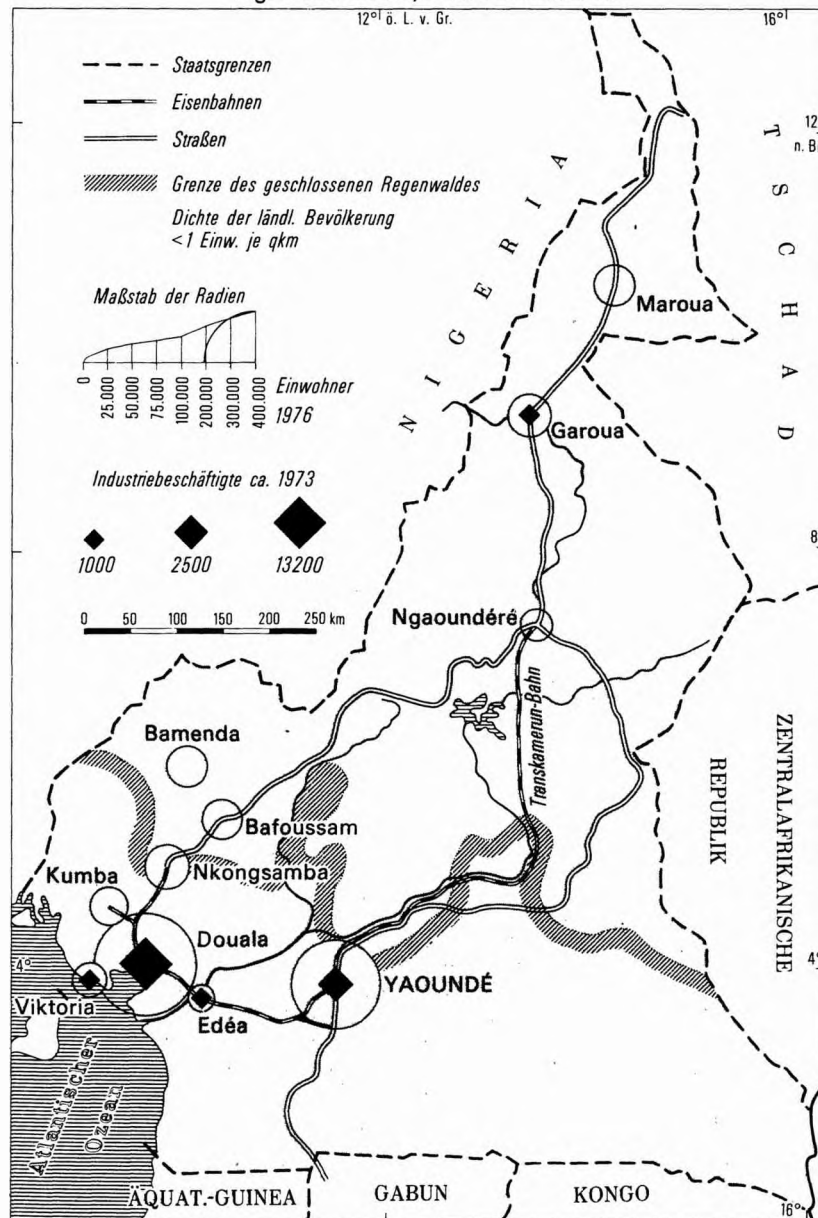 12° ö. L. v. Gr.
16°
Staatsgrenzen
Eisenbahnen
Straßen
Grenze des geschlossenen Regenwaldes
Dichte der ländl. Bevölkerung
<1 Einw. je qkm
Maßstab der Radien
0 25.000 50.000 75.000 100.000 200.000 300.000 400.000
Einwohner
1976
Industriebeschäftigte ca. 1973
1000 2500 13200
0 50 100 150 200 250 km
12
n. B
NIGERIA
TSCHAD
Maroua
Garoua
8
Ngaoundéré
Transkamerun-Bahn
ZENTRALAFRIKANISCHE
REPUBLIK
Bamenda
Bafoussam
Nkongsamba
Kumba
Douala
4°
4°
YAOUNDÉ
Viktoria
Edéa
Atlantischer
Ozean
ÄQUAT.-GUINEA
GABUN
KONGO
16°